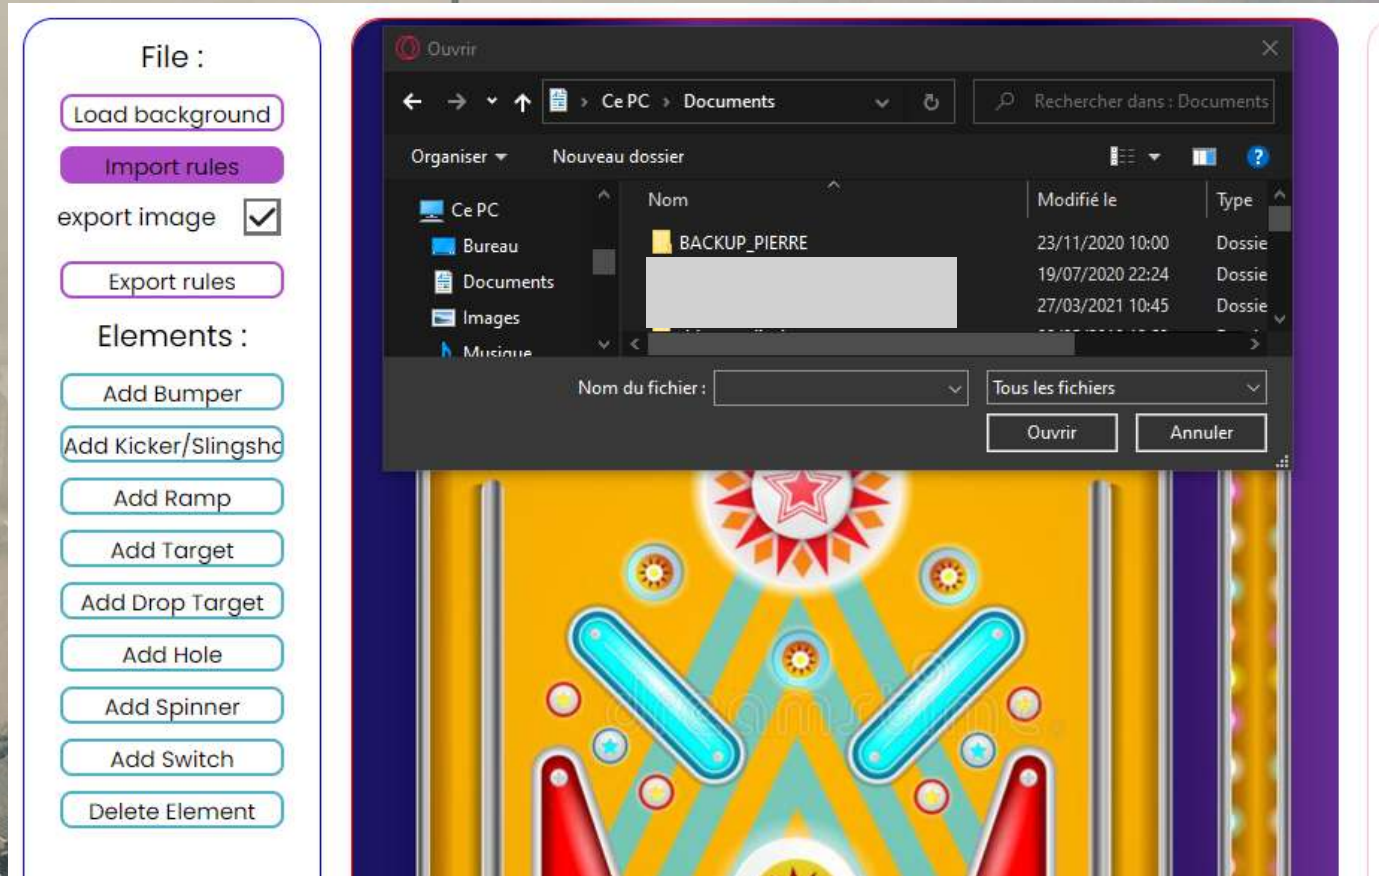 File :
Load background
Import rules
export image
Export rules
Elements :
Add Bumper
Add Kicker/Slingsho
Add Ramp
Add Target
Add Drop Target
Add Hole
Add Spinner
Add Switch
Delete Element
Ouvrir
Ce PC › Documents
Rechercher dans : Documents
Organiser
Nouveau dossier
Ce PC
Bureau
Documents
Images
Musique
Nom
Modifié le
Type
BACKUP_PIERRE
23/11/2020 10:00
Dossie
19/07/2020 22:24
Dossie
27/03/2021 10:45
Dossie
Nom du fichier :
Tous les fichiers
Ouvrir
Annuler
dreamstime.